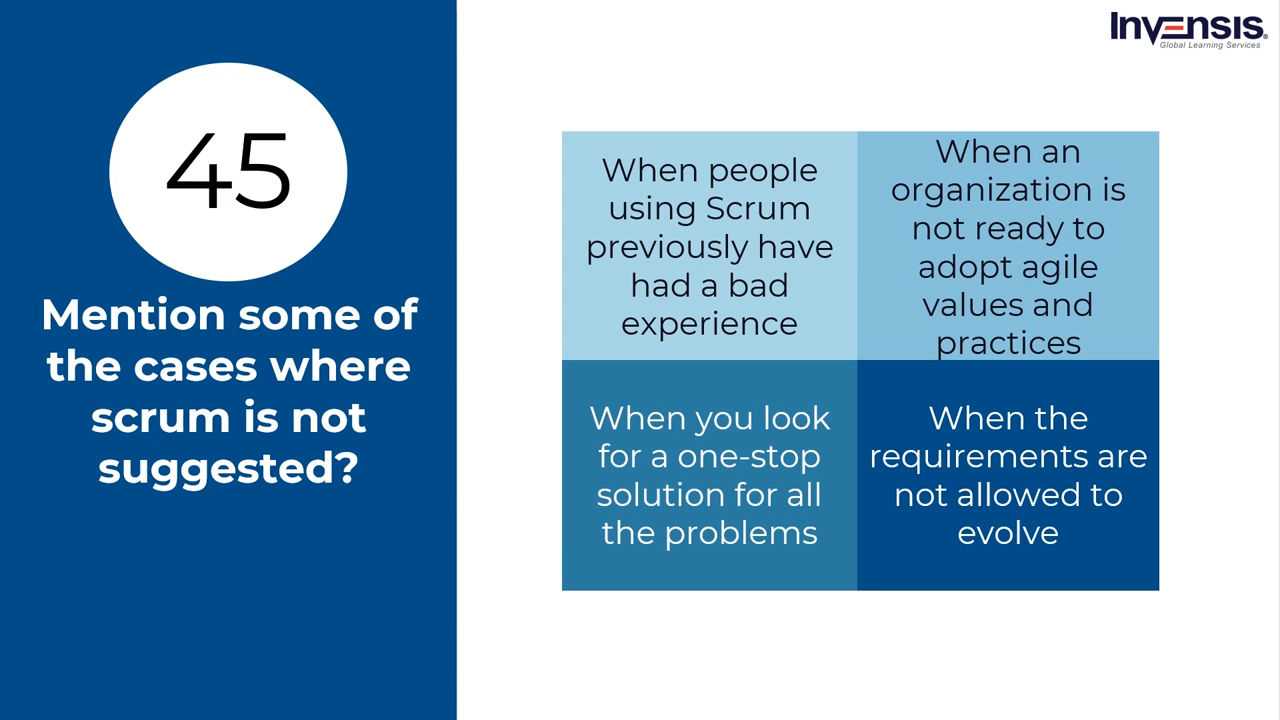 Invensis®
Global Learning Services
45
Mention some of
the cases where
scrum is not
suggested?
When people
using Scrum
previously have
had a bad
experience
When an
organization is
not ready to
adopt agile
values and
practices
When you look
for a one-stop
solution for all
the problems
When the
requirements are
not allowed to
evolve